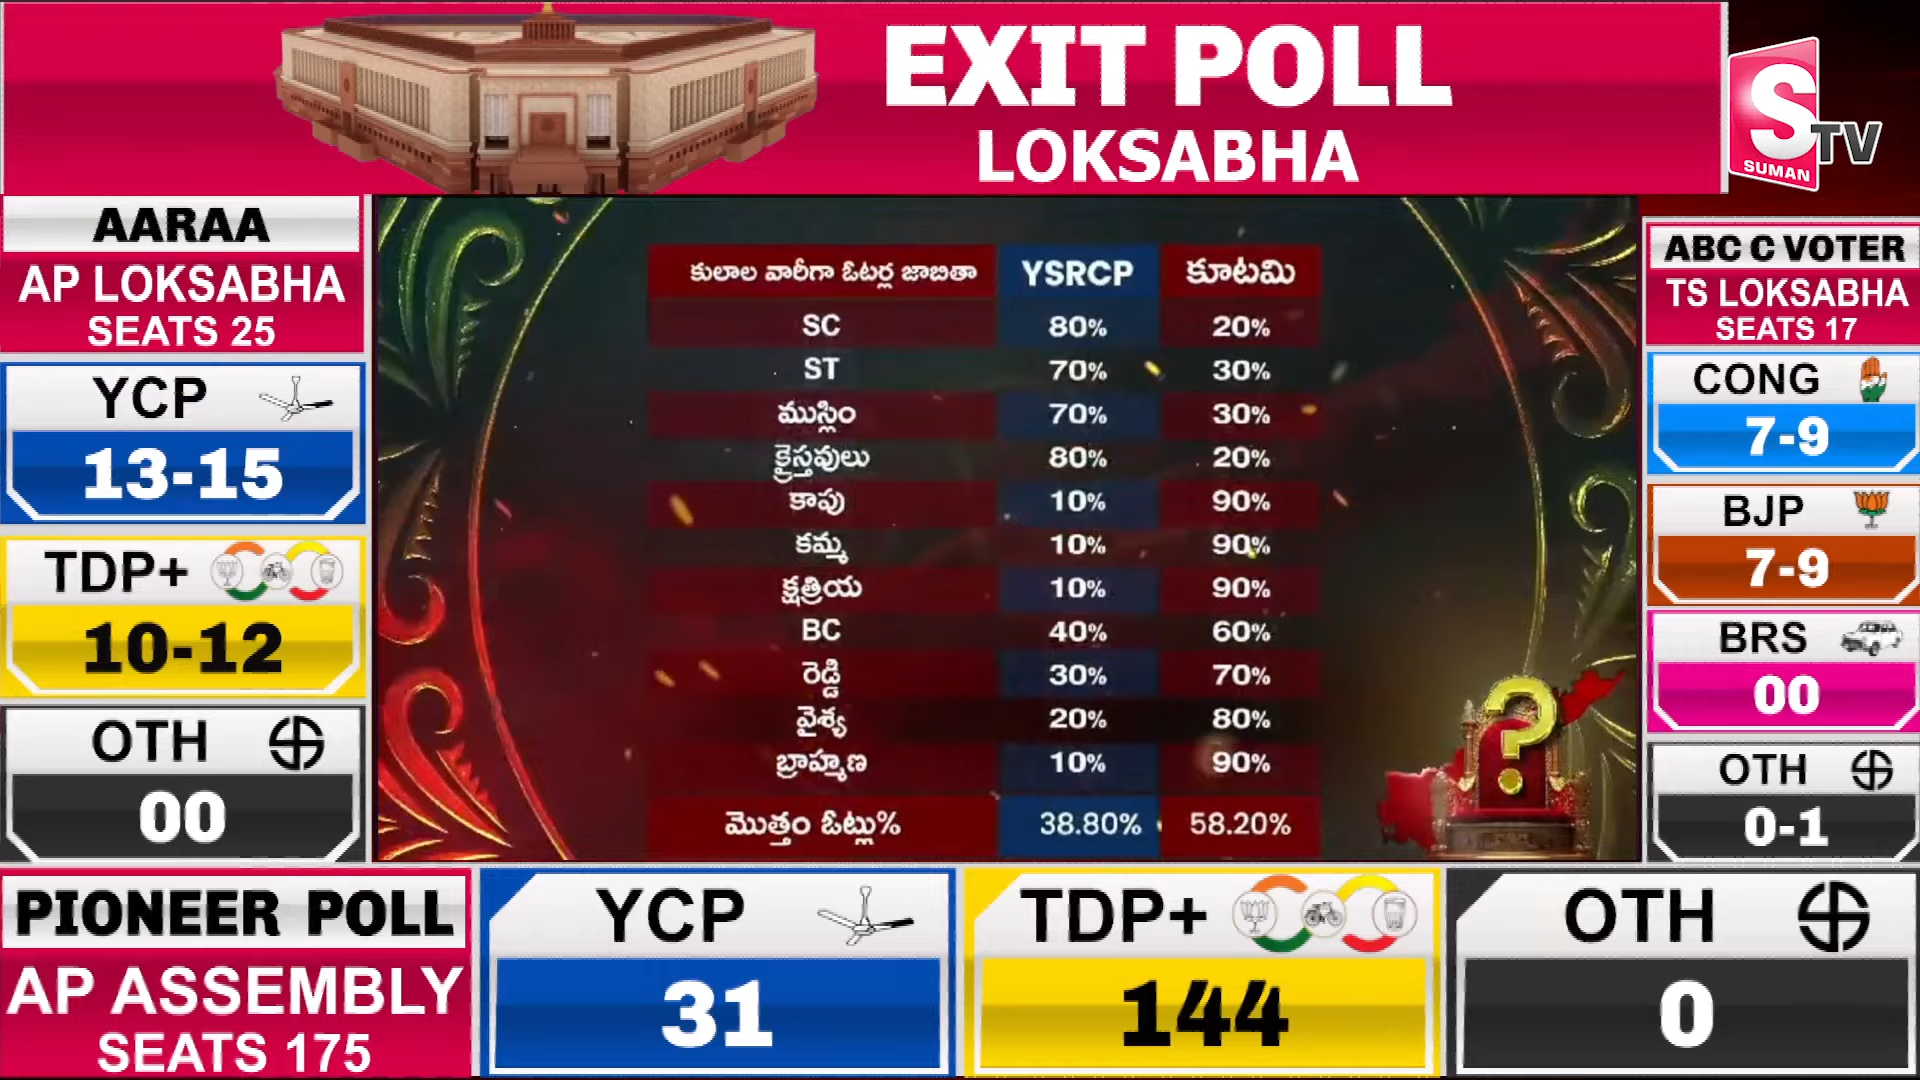 EXIT POLL
LOKSABHA
S TV
SUMAN
AARAA
AP LOKSABHA
SEATS 25
YCP
13-15
TDP+
10-12
OTH
00
కులాల వారీగా ఓటర్ల జాబితా YSRCP కూటమి
SC 80% 20%
ST 70% 30%
ముస్లిం 70% 30%
క్రైస్తవులు 80% 20%
కాపు 10% 90%
కమ్మ 10% 90%
క్షత్రియ 10% 90%
BC 40% 60%
రెడ్డి 30% 70%
వైశ్య 20% 80%
బ్రాహ్మణ 10% 90%
మొత్తం ఓట్లు% 38.80% 58.20%
?
ABC C VOTER
TS LOKSABHA
SEATS 17
CONG
7-9
BJP
7-9
BRS
00
OTH
0-1
PIONEER POLL
AP ASSEMBLY
SEATS 175
YCP
31
TDP+
144
OTH
0